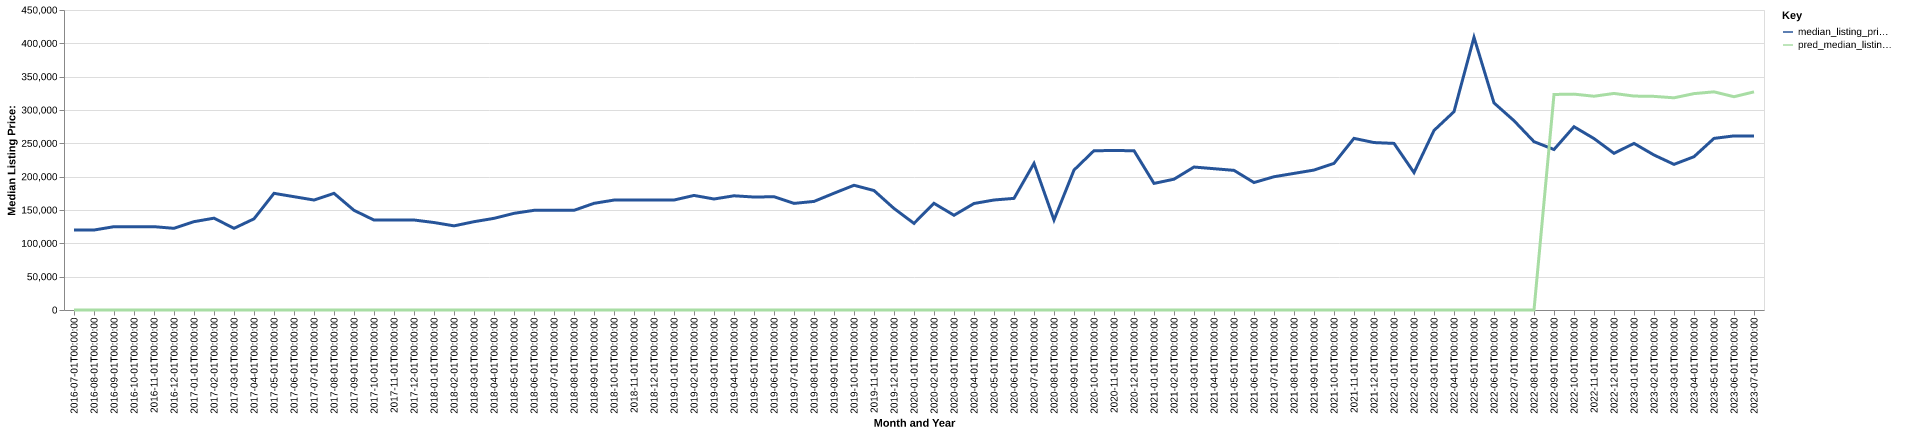 450,000
400,000
350,000
300,000
250,000
200,000
150,000
100,000
50,000
0
Median Listing Price:
2016-07-01T00:00:00
2016-08-01T00:00:00
2016-09-01T00:00:00
2016-10-01T00:00:00
2016-11-01T00:00:00
2016-12-01T00:00:00
2017-01-01T00:00:00
2017-02-01T00:00:00
2017-03-01T00:00:00
2017-04-01T00:00:00
2017-05-01T00:00:00
2017-06-01T00:00:00
2017-07-01T00:00:00
2017-08-01T00:00:00
2017-09-01T00:00:00
2017-10-01T00:00:00
2017-11-01T00:00:00
2017-12-01T00:00:00
2018-01-01T00:00:00
2018-02-01T00:00:00
2018-03-01T00:00:00
2018-04-01T00:00:00
2018-05-01T00:00:00
2018-06-01T00:00:00
2018-07-01T00:00:00
2018-08-01T00:00:00
2018-09-01T00:00:00
2018-10-01T00:00:00
2018-11-01T00:00:00
2018-12-01T00:00:00
2019-01-01T00:00:00
2019-02-01T00:00:00
2019-03-01T00:00:00
2019-04-01T00:00:00
2019-05-01T00:00:00
2019-06-01T00:00:00
2019-07-01T00:00:00
2019-08-01T00:00:00
2019-09-01T00:00:00
2019-10-01T00:00:00
2019-11-01T00:00:00
2019-12-01T00:00:00
2020-01-01T00:00:00
2020-02-01T00:00:00
2020-03-01T00:00:00
2020-04-01T00:00:00
2020-05-01T00:00:00
2020-06-01T00:00:00
2020-07-01T00:00:00
2020-08-01T00:00:00
2020-09-01T00:00:00
2020-10-01T00:00:00
2020-11-01T00:00:00
2020-12-01T00:00:00
2021-01-01T00:00:00
2021-02-01T00:00:00
2021-03-01T00:00:00
2021-04-01T00:00:00
2021-05-01T00:00:00
2021-06-01T00:00:00
2021-07-01T00:00:00
2021-08-01T00:00:00
2021-09-01T00:00:00
2021-10-01T00:00:00
2021-11-01T00:00:00
2021-12-01T00:00:00
2022-01-01T00:00:00
2022-02-01T00:00:00
2022-03-01T00:00:00
2022-04-01T00:00:00
2022-05-01T00:00:00
2022-06-01T00:00:00
2022-07-01T00:00:00
2022-08-01T00:00:00
2022-09-01T00:00:00
2022-10-01T00:00:00
2022-11-01T00:00:00
2022-12-01T00:00:00
2023-01-01T00:00:00
2023-02-01T00:00:00
2023-03-01T00:00:00
2023-04-01T00:00:00
2023-05-01T00:00:00
2023-06-01T00:00:00
2023-07-01T00:00:00
Month and Year
Key
median_listing_pri…
pred_median_listin…